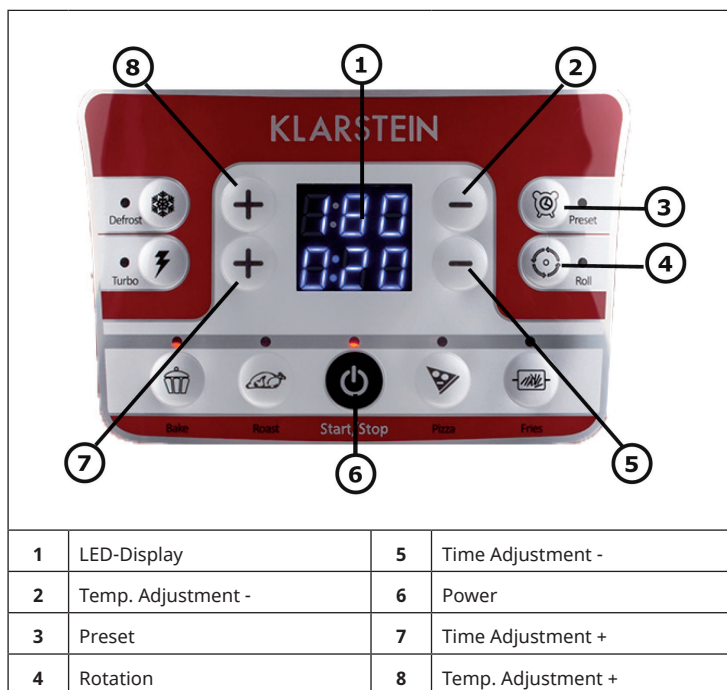 8 1 2
KLARSTEIN
Defrost + 180 - Preset 3
Turbo + 0:20 - Roll 4
Bake Roast Start/Stop Pizza Fries
7 6 5
1 LED-Display 5 Time Adjustment -
2 Temp. Adjustment - 6 Power
3 Preset 7 Time Adjustment +
4 Rotation 8 Temp. Adjustment +